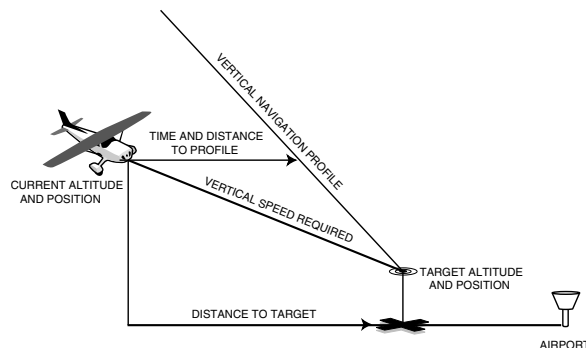 VERTICAL NAVIGATION PROFILE
TIME AND DISTANCE
TO PROFILE
CURRENT ALTITUDE
AND POSITION
VERTICAL SPEED REQUIRED
TARGET ALTITUDE
AND POSITION
DISTANCE TO TARGET
AIRPORT